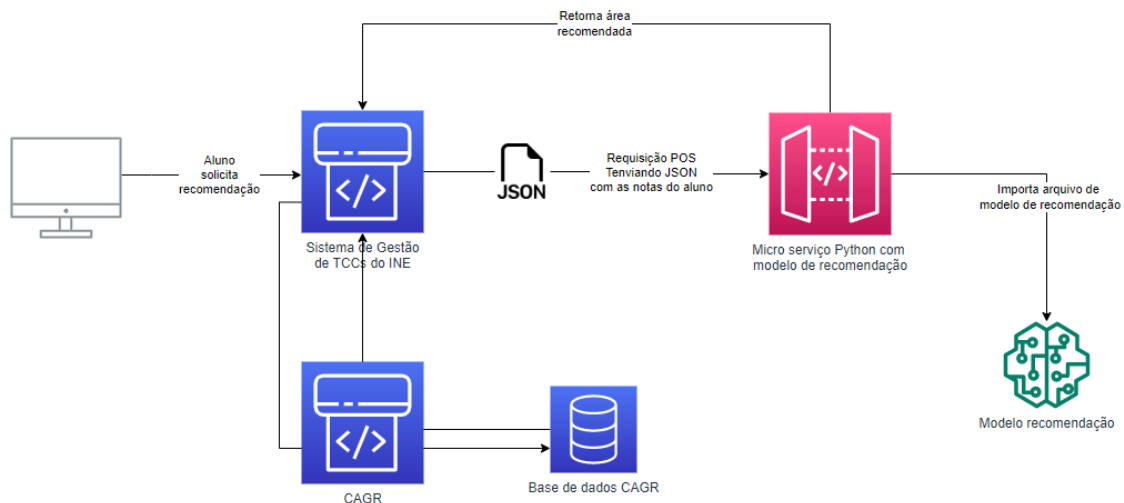 Retorna área
recomendada
Aluno
solicita
recomendação
JSON
Requisição POS
Tenviando JSON
com as notas do aluno
Importa arquivo de
modelo de recomendação
Sistema de Gestão
de TCCs do INE
Micro serviço Python com
modelo de recomendação
Modelo recomendação
CAGR
Base de dados CAGR